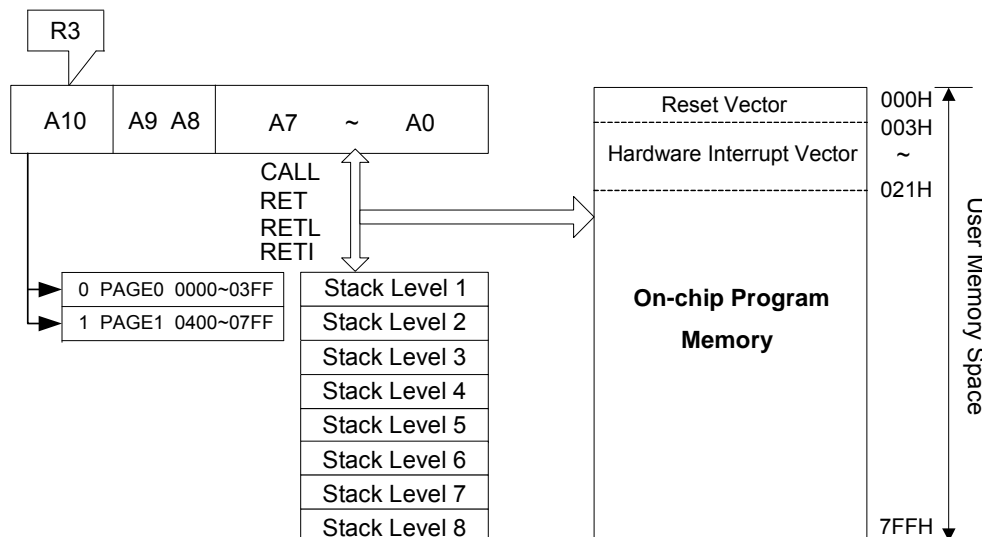 R3
A10
A9 A8
A7 ~ A0
CALL
RET
RETL
RETI
0 PAGE0 0000~03FF
1 PAGE1 0400~07FF
Stack Level 1
Stack Level 2
Stack Level 3
Stack Level 4
Stack Level 5
Stack Level 6
Stack Level 7
Stack Level 8
Reset Vector
Hardware Interrupt Vector
On-chip Program
Memory
000H
003H
~
021H
7FFH
User Memory Space